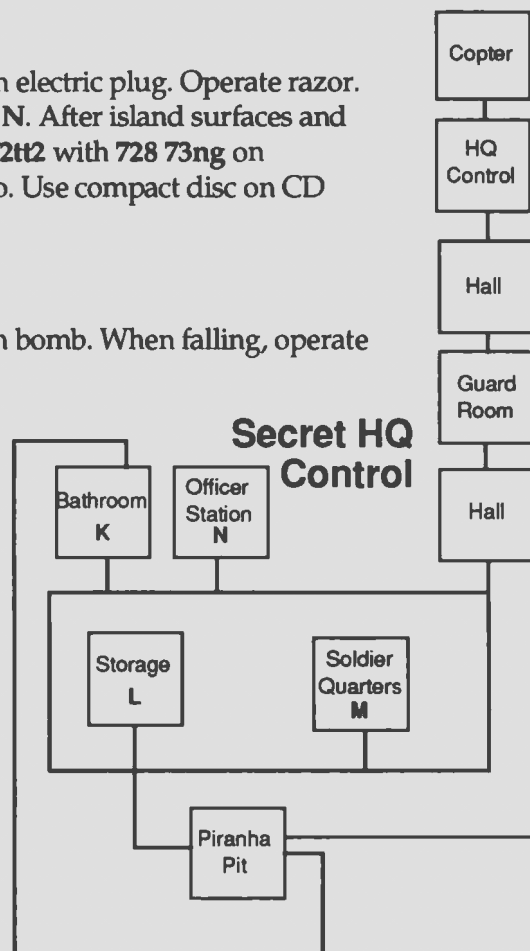 n electric plug. Operate razor.
N. After island surfaces and
2tt2 with 728 73ng on
o. Use compact disc on CD
n bomb. When falling, operate
Copter
HQ
Control
Hall
Guard
Room
Hall
Secret HQ
Control
Bathroom
K
Officer
Station
N
Storage
L
Soldier
Quarters
M
Piranha
Pit